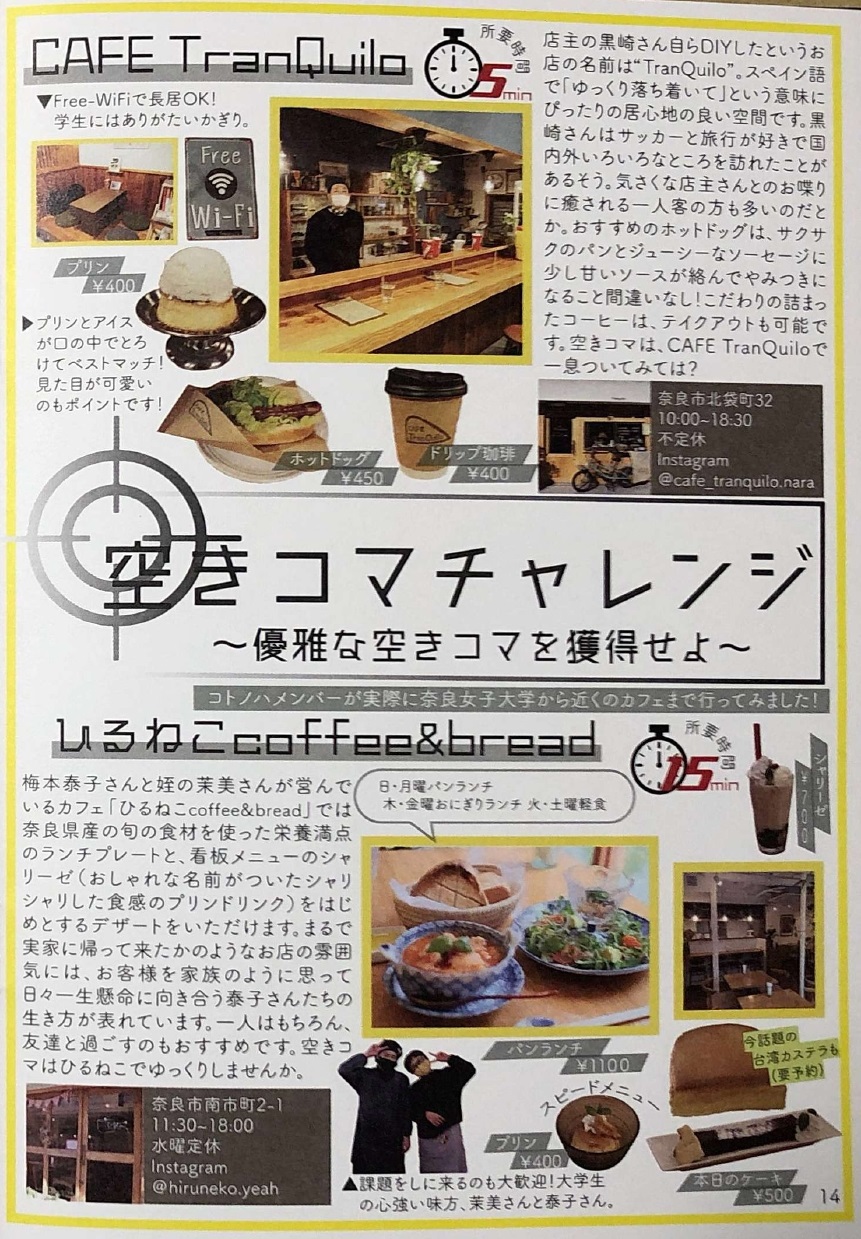 CAFE TranQuilo
所要時間
5min
▼Free-WiFiで長居OK!
学生にはありがたいかぎり。
Free
Wi-Fi
プリン
¥400
▶プリンとアイス
が口の中でとろ
けてベストマッチ!
見た目が可愛い
のもポイントです!
ホットドッグ
¥450
CAFE
TranQuilo
ドリップ珈琲
¥400
店主の黒崎さん自らDIYしたというお
店の名前は“TranQuilo”。スペイン語
で「ゆっくり落ち着いて」という意味に
ぴったりの居心地の良い空間です。黒
崎さんはサッカーと旅行が好きで国
内外いろいろなところを訪れたことが
あるそう。気さくな店主さんとのお喋り
に癒される一人客の方も多いのだと
か。おすすめのホットドッグは、サクサ
クのパンとジューシーなソーセージに
少し甘いソースが絡んでやみつきに
なること間違いなし!こだわりの詰まっ
たコーヒーは、テイクアウトも可能で
す。空きコマは、CAFE TranQuiloで
一息ついてみては?
奈良市北袋町32
10:00~18:30
不定休
Instagram
@cafe_tranquilo.nara
空きコマチャレンジ
～優雅な空きコマを獲得せよ～
コトノハメンバーが実際に奈良女子大学から近くのカフェまで行ってみました!
ひるねこcoffee&bread
所要時間
15min
シャリーゼ
¥700
梅本泰子さんと姪の茉美さんが営んで
いるカフェ「ひるねこcoffee&bread」では
奈良県産の旬の食材を使った栄養満点
のランチプレートと、看板メニューのシャ
リーゼ(おしゃれな名前がついたシャリ
シャリした食感のプリンドリンク)をはじ
めとするデザートをいただけます。まるで
実家に帰って来たかのようなお店の雰囲
気には、お客様を家族のように思って
日々一生懸命に向き合う泰子さんたちの
生き方が表れています。一人はもちろん、
友達と過ごすのもおすすめです。空きコ
マはひるねこでゆっくりしませんか。
日・月曜パンランチ
木・金曜おにぎりランチ 火・土曜軽食
パンランチ
¥1100
今話題の
台湾カステラも
(要予約)
スピードメニュー
プリン
¥400
本日のケーキ
¥500
奈良市南市町2-1
11:30~18:00
水曜定休
Instagram
@hiruneko.yeah
▲課題をしに来るのも大歓迎!大学生
の心強い味方、茉美さんと泰子さん。
14